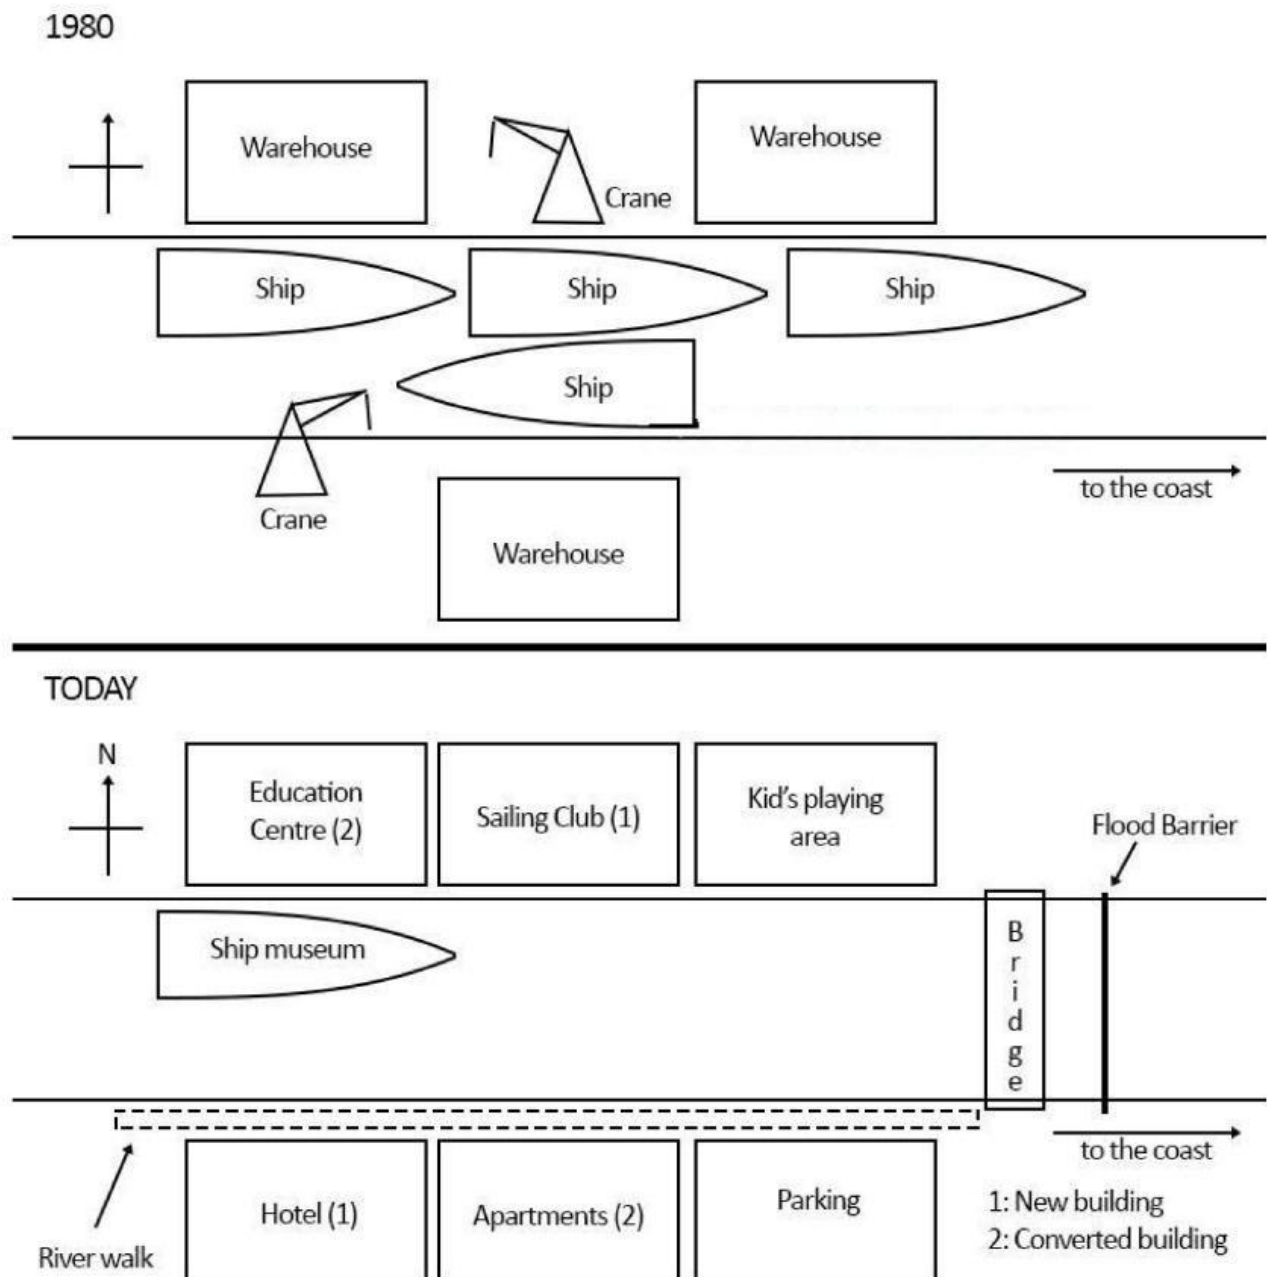 1980
Warehouse
Warehouse
Crane
Ship
Ship
Ship
Ship
Crane
to the coast
Warehouse
TODAY
N
Education
Centre (2)
Sailing Club (1)
Kid's playing
area
Flood Barrier
Ship museum
Bridge
to the coast
River walk
Hotel (1)
Apartments (2)
Parking
1: New building
2: Converted building